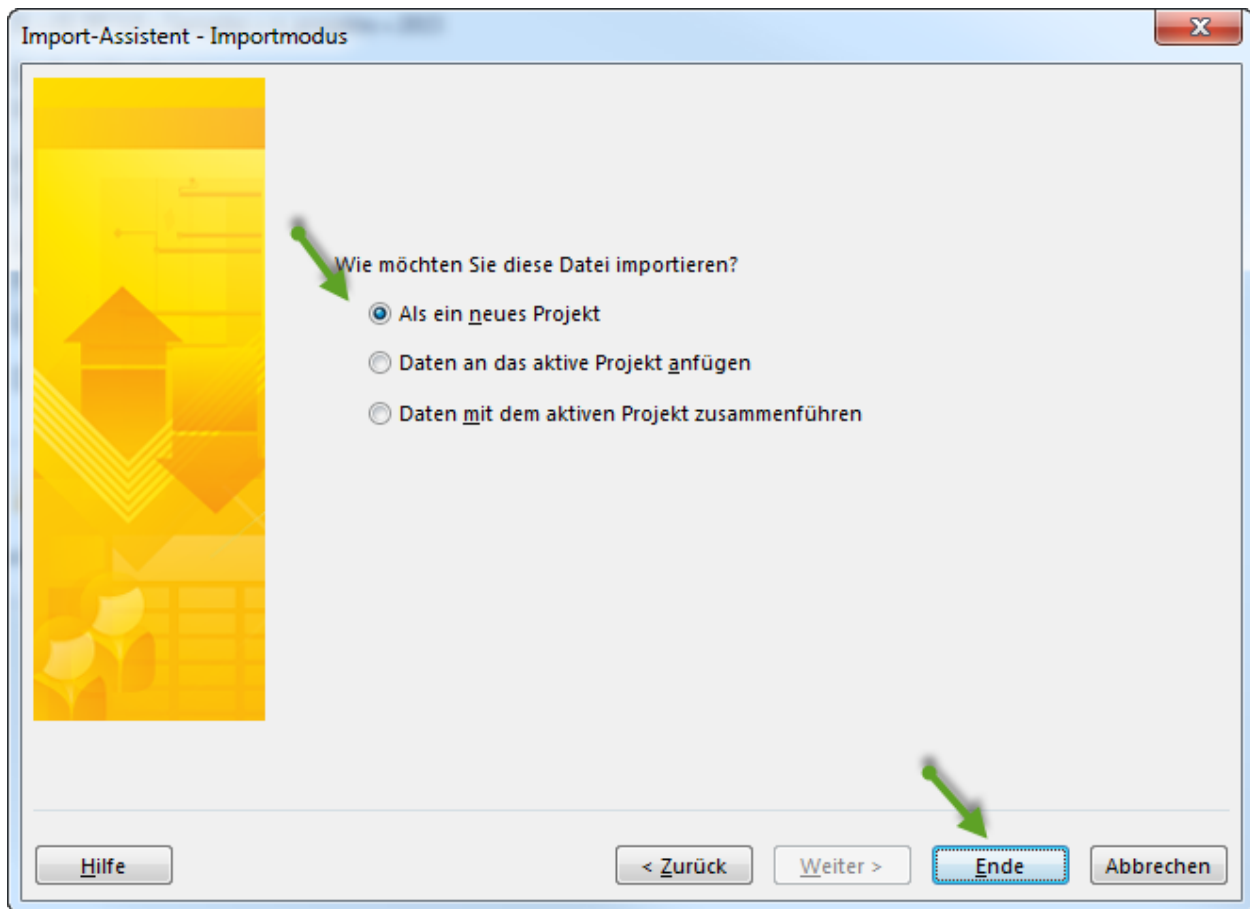 Import-Assistent - Importmodus
Wie möchten Sie diese Datei importieren?
Als ein neues Projekt
Daten an das aktive Projekt anfügen
Daten mit dem aktiven Projekt zusammenführen
Hilfe
< Zurück
Weiter >
Ende
Abbrechen